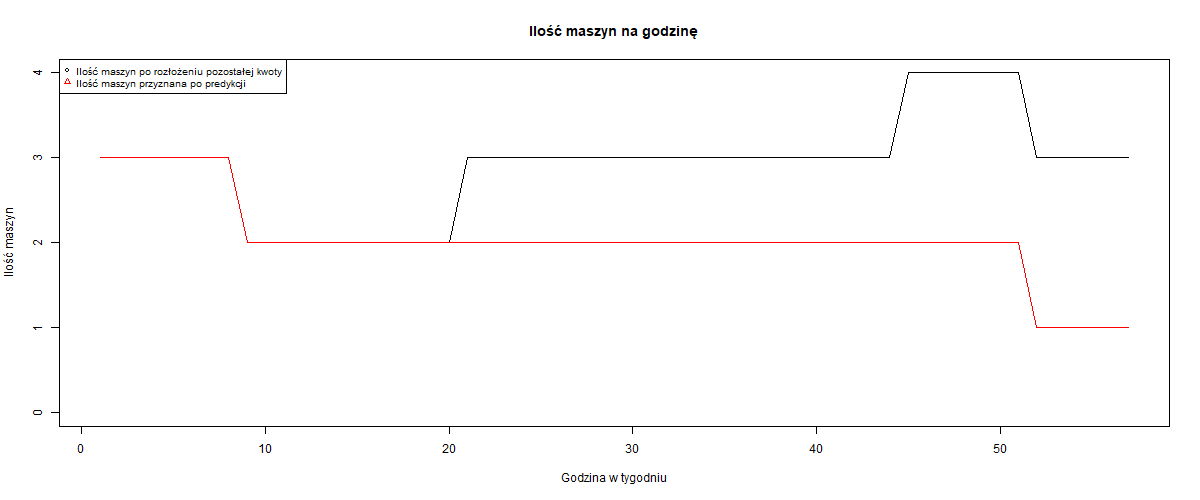 Ilość maszyn na godzinę
Ilość maszyn po rozłożeniu pozostałej kwoty
Ilość maszyn przyznana po predykcji
Ilość maszyn
4
3
2
1
0
0 10 20 30 40 50
Godzina w tygodniu